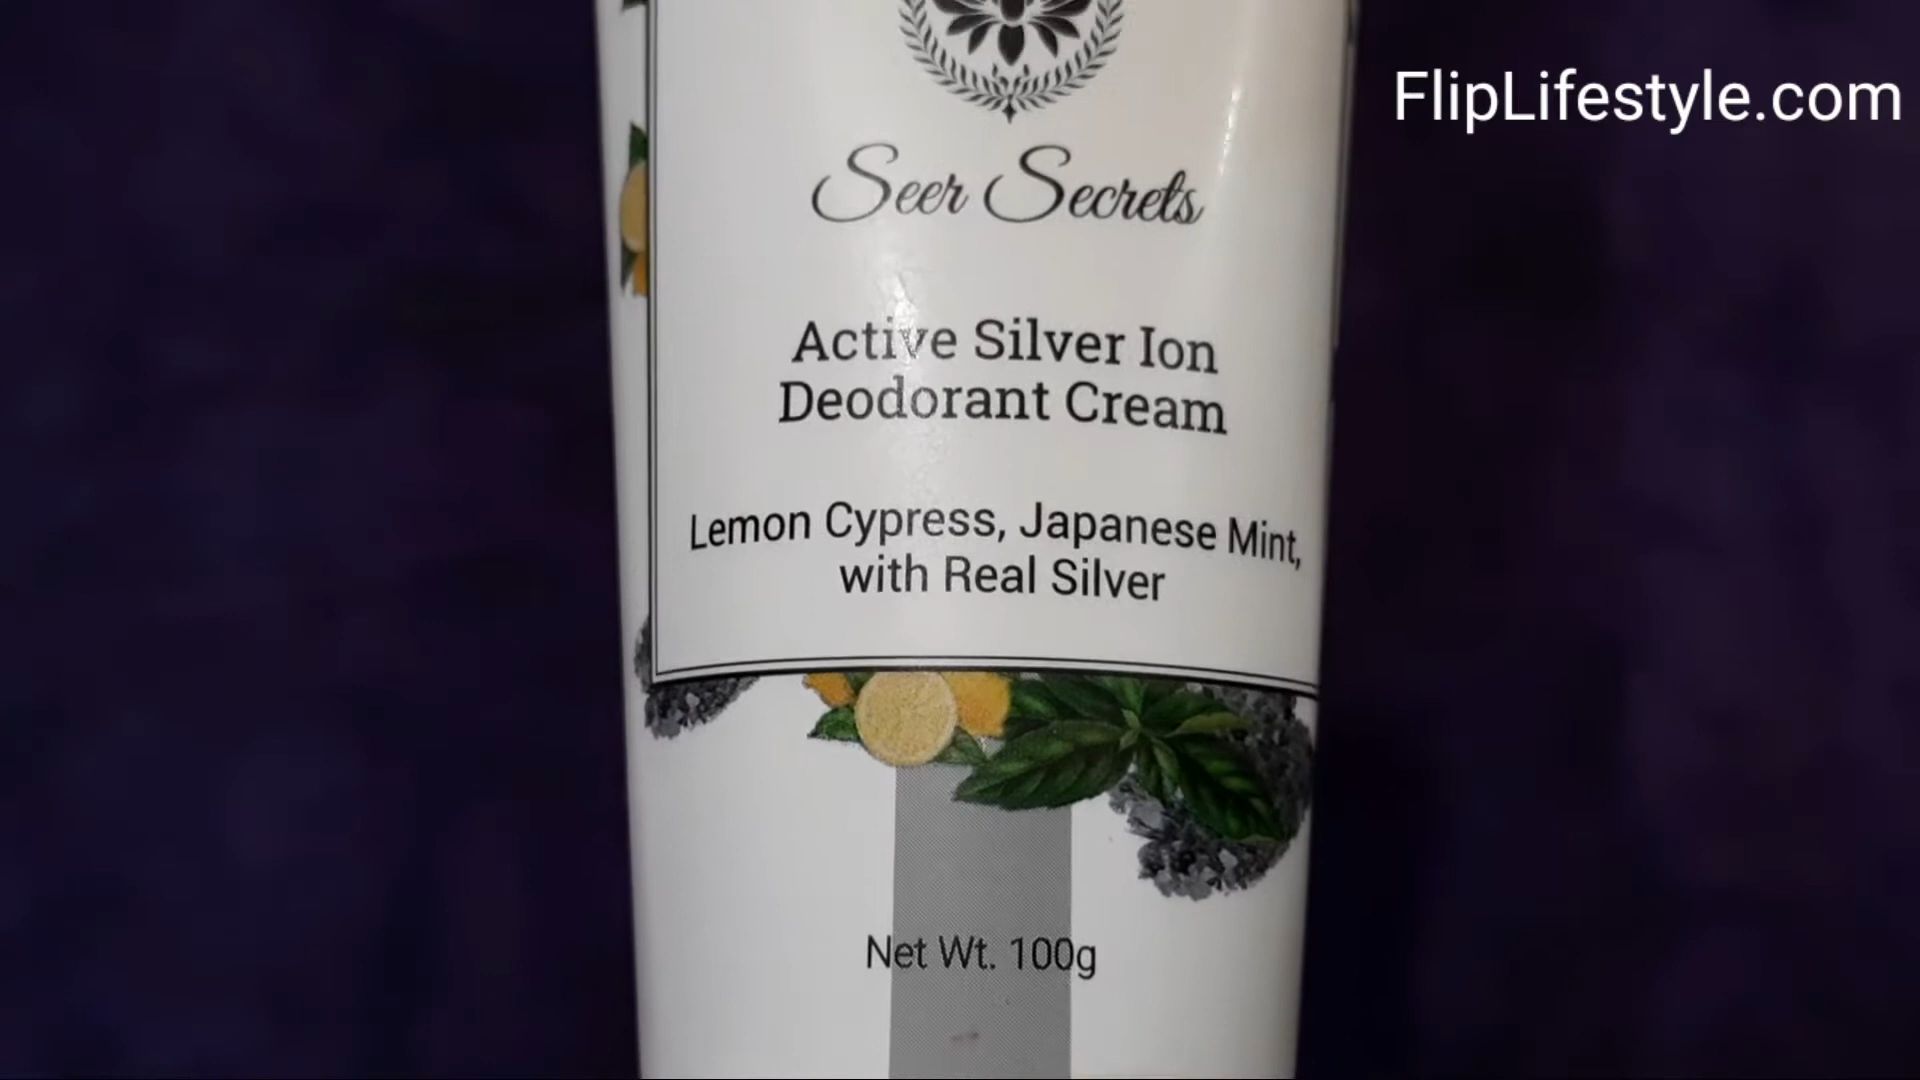 FlipLifestyle.com
Seer Secrets
Active Silver Ion
Deodorant Cream
Lemon Cypress, Japanese Mint,
with Real Silver
Net Wt. 100g